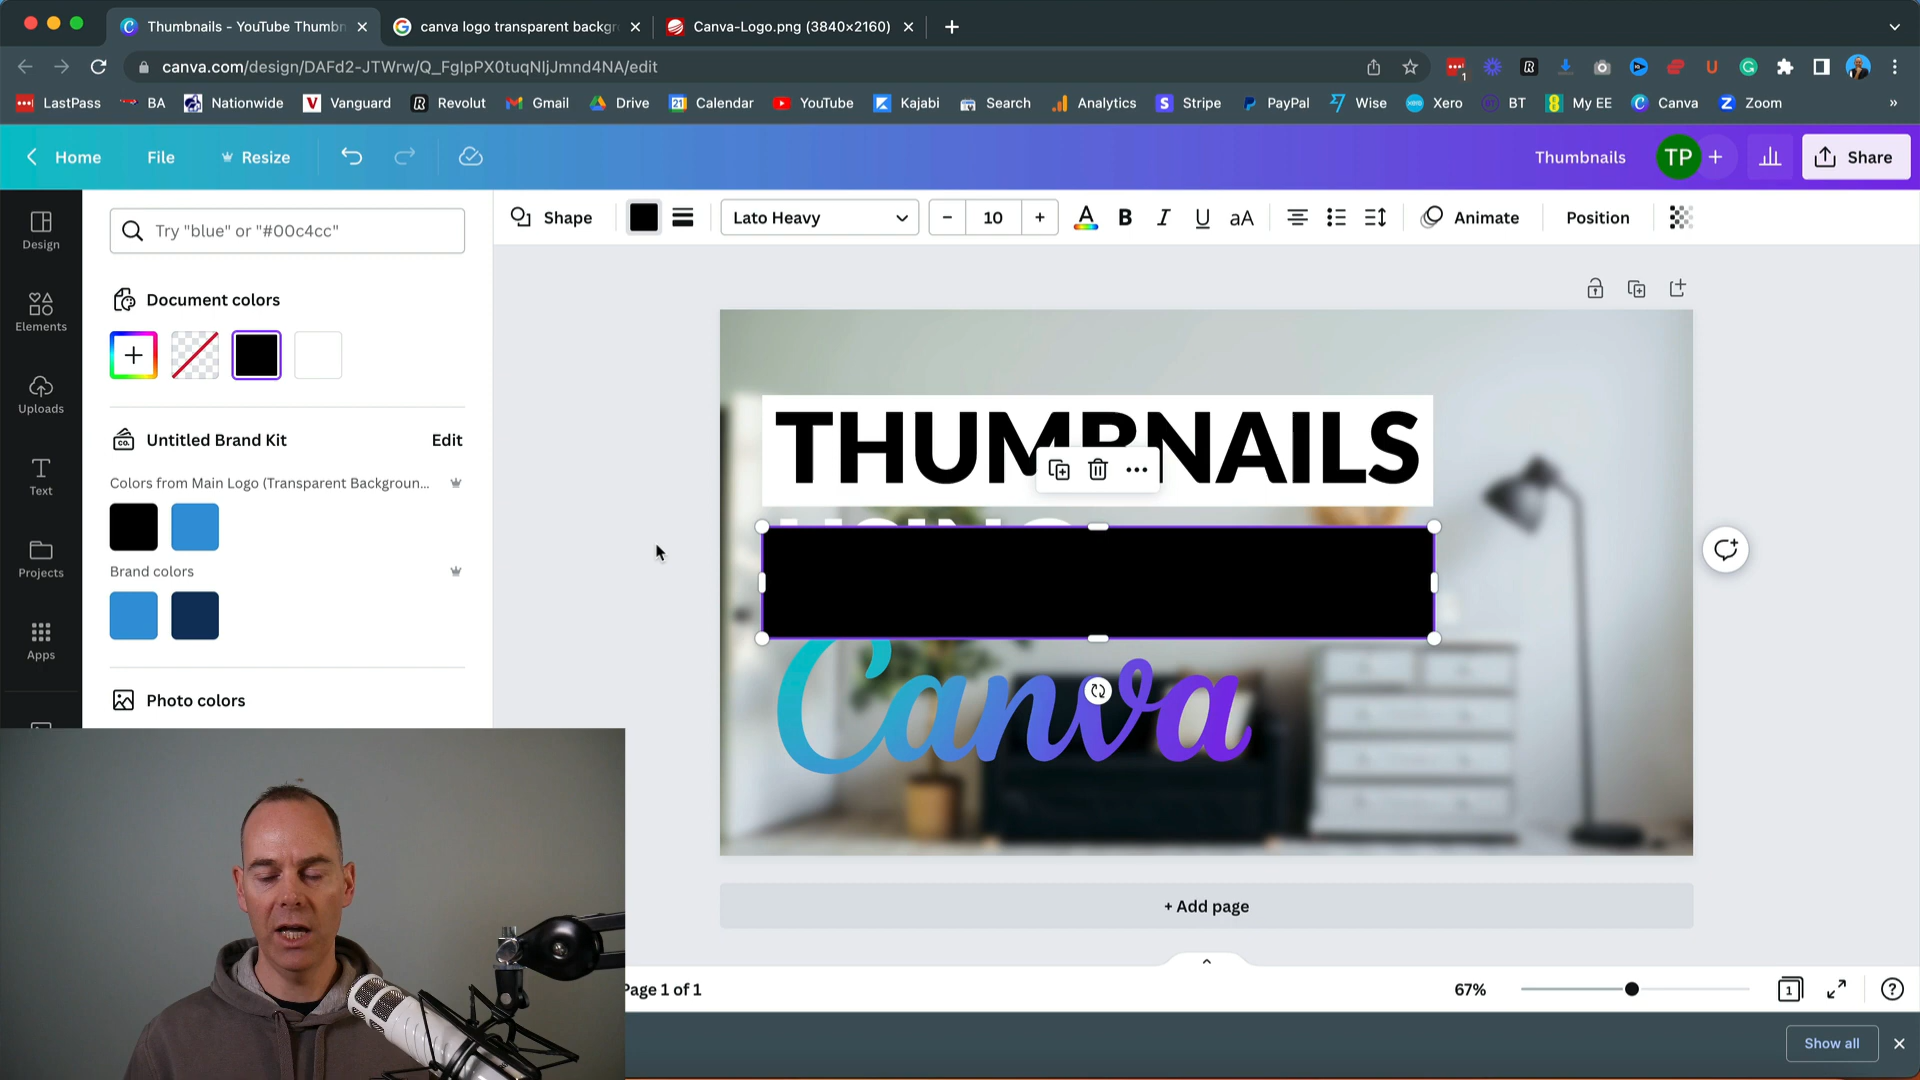 Thumbnails - YouTube Thumbn
canva logo transparent backgr
Canva-Logo.png (3840×2160)
canva.com/design/DAFd2-JTWrw/Q_FgIpPX0tuqNIjJmnd4NA/edit
LastPass
BA
Nationwide
Vanguard
Revolut
Gmail
Drive
Calendar
YouTube
Kajabi
Search
Analytics
Stripe
PayPal
Wise
Xero
BT
My EE
Canva
Zoom
Home
File
Resize
Thumbnails
TP
Share
Design
Elements
Uploads
Text
Projects
Apps
Try "blue" or "#00c4cc"
Document colors
Untitled Brand Kit
Edit
Colors from Main Logo (Transparent Backgroun...
Brand colors
Photo colors
Shape
Lato Heavy
10
B
I
U
aA
Animate
Position
THUMBNAILS
Canva
+ Add page
Page 1 of 1
67%
1
Show all